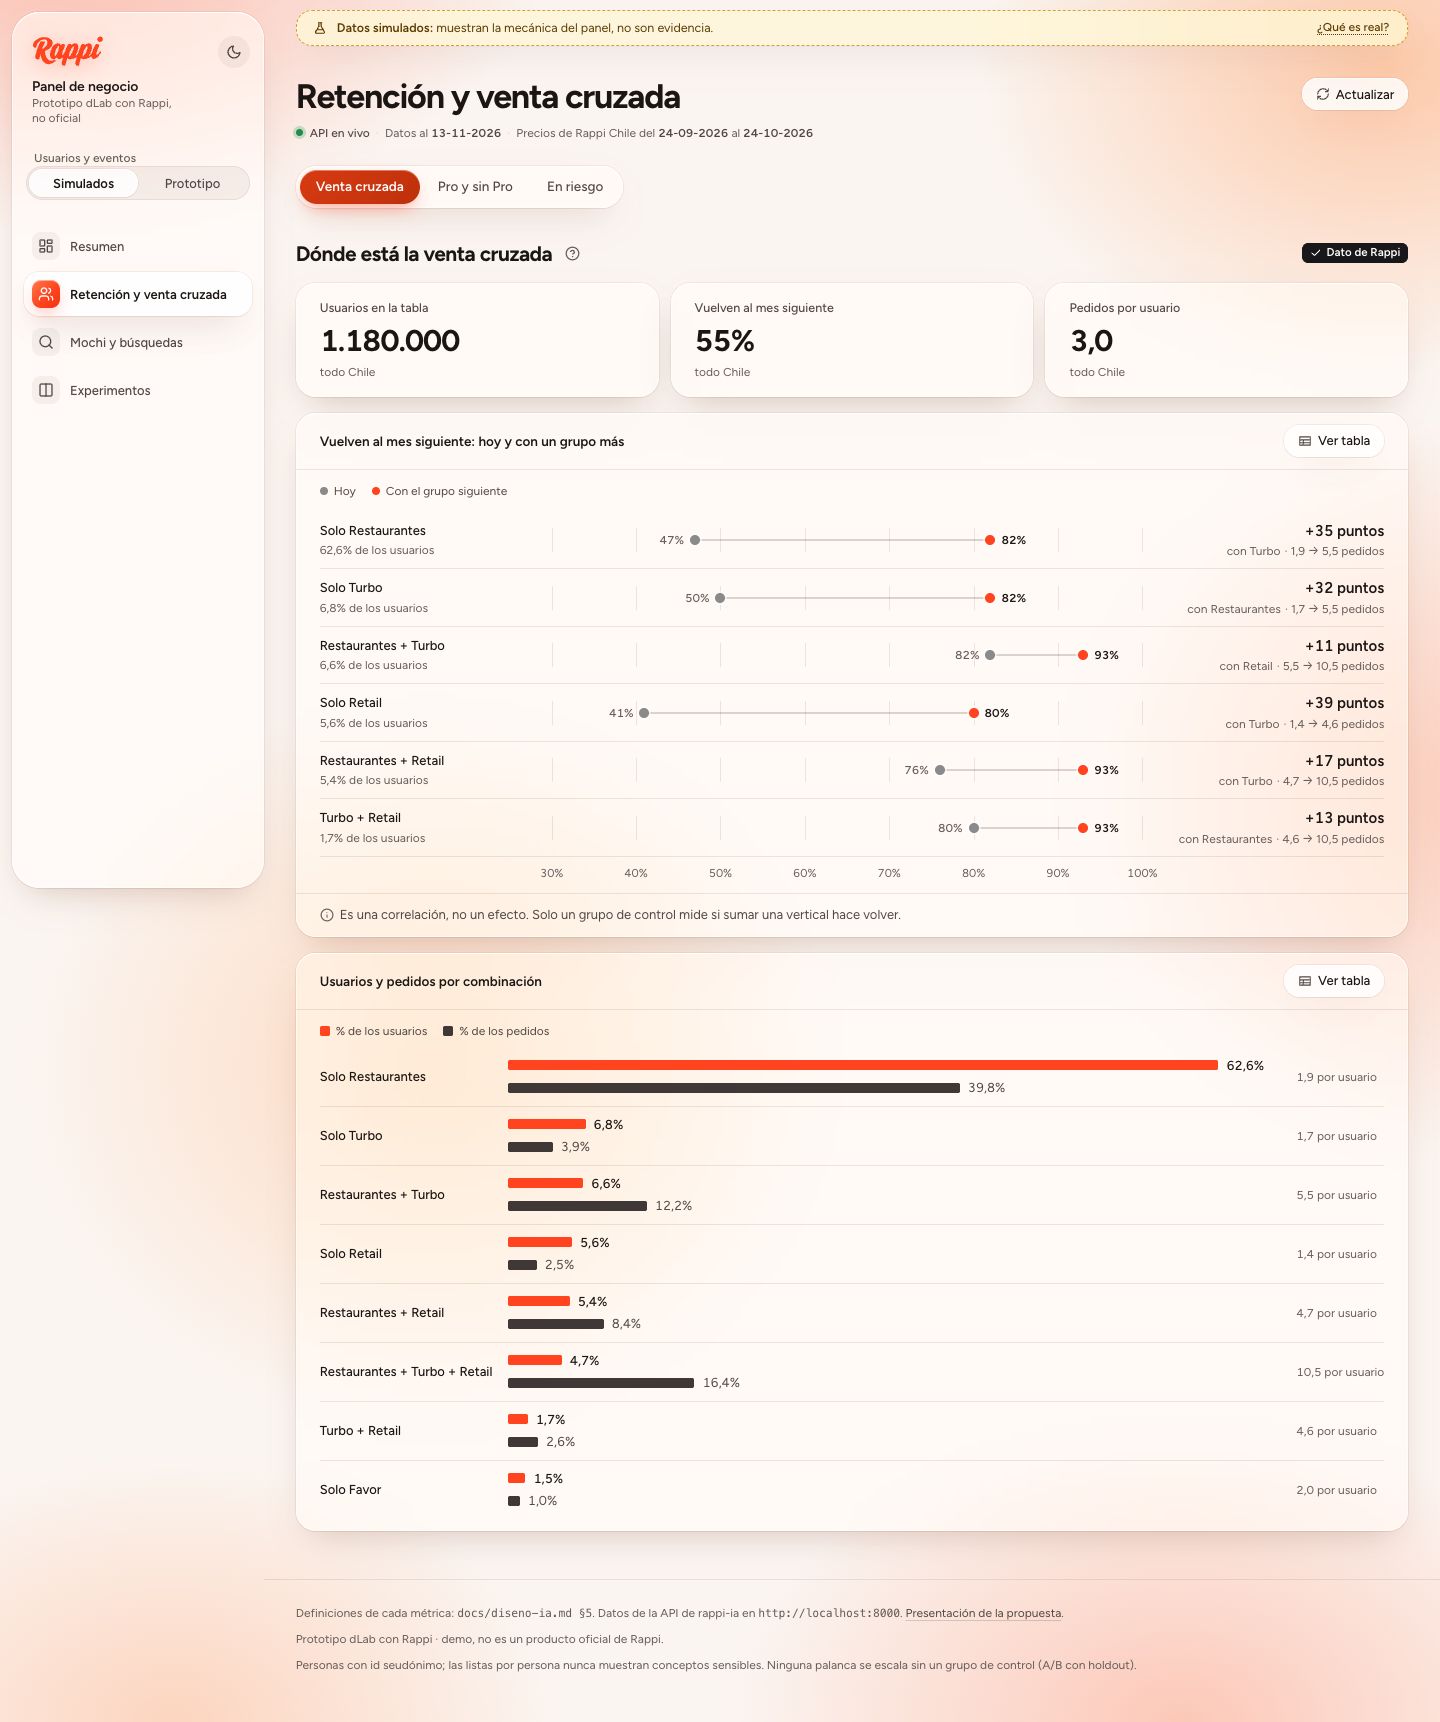 Rappi
Panel de negocio
Prototipo dLab con Rappi,
no oficial
Usuarios y eventos
Simulados
Prototipo
Resumen
Retención y venta cruzada
Mochi y búsquedas
Experimentos
Datos simulados: muestran la mecánica del panel, no son evidencia.
¿Qué es real?
Retención y venta cruzada
Actualizar
API en vivo · Datos al 13-11-2026 · Precios de Rappi Chile del 24-09-2026 al 24-10-2026
Venta cruzada
Pro y sin Pro
En riesgo
Dónde está la venta cruzada
Dato de Rappi
Usuarios en la tabla
1.180.000
todo Chile
Vuelven al mes siguiente
55%
todo Chile
Pedidos por usuario
3,0
todo Chile
Vuelven al mes siguiente: hoy y con un grupo más
Ver tabla
Hoy
Con el grupo siguiente
Solo Restaurantes
62,6% de los usuarios
47%
82%
+35 puntos
con Turbo · 1,9 → 5,5 pedidos
Solo Turbo
6,8% de los usuarios
50%
82%
+32 puntos
con Restaurantes · 1,7 → 5,5 pedidos
Restaurantes + Turbo
6,6% de los usuarios
82%
93%
+11 puntos
con Retail · 5,5 → 10,5 pedidos
Solo Retail
5,6% de los usuarios
41%
80%
+39 puntos
con Turbo · 1,4 → 4,6 pedidos
Restaurantes + Retail
5,4% de los usuarios
76%
93%
+17 puntos
con Turbo · 4,7 → 10,5 pedidos
Turbo + Retail
1,7% de los usuarios
80%
93%
+13 puntos
con Restaurantes · 4,6 → 10,5 pedidos
30% 40% 50% 60% 70% 80% 90% 100%
Es una correlación, no un efecto. Solo un grupo de control mide si sumar una vertical hace volver.
Usuarios y pedidos por combinación
Ver tabla
% de los usuarios
% de los pedidos
Solo Restaurantes
62,6%
39,8%
1,9 por usuario
Solo Turbo
6,8%
3,9%
1,7 por usuario
Restaurantes + Turbo
6,6%
12,2%
5,5 por usuario
Solo Retail
5,6%
2,5%
1,4 por usuario
Restaurantes + Retail
5,4%
8,4%
4,7 por usuario
Restaurantes + Turbo + Retail
4,7%
16,4%
10,5 por usuario
Turbo + Retail
1,7%
2,6%
4,6 por usuario
Solo Favor
1,5%
1,0%
2,0 por usuario
Definiciones de cada métrica: docs/diseno-ia.md §5. Datos de la API de rappi-ia en http://localhost:8000. Presentación de la propuesta.
Prototipo dLab con Rappi · demo, no es un producto oficial de Rappi.
Personas con id seudónimo; las listas por persona nunca muestran conceptos sensibles. Ninguna palanca se escala sin un grupo de control (A/B con holdout).